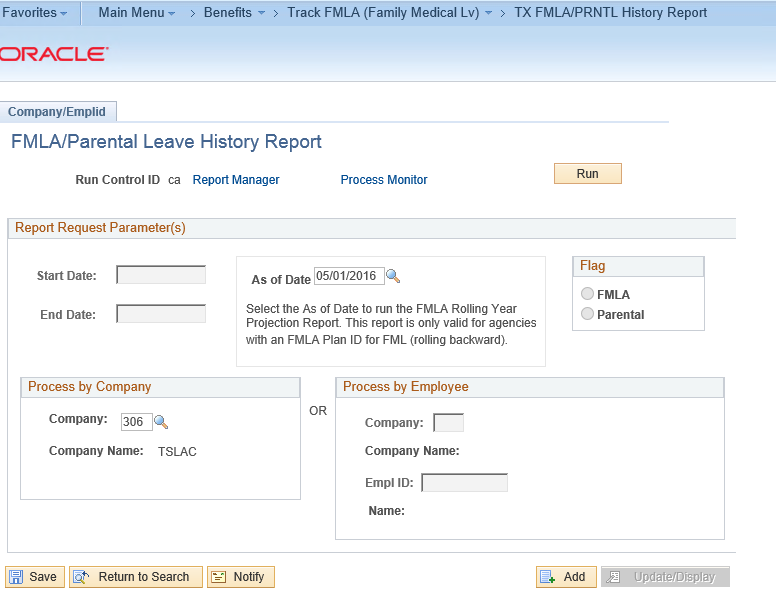 Favorites Main Menu > Benefits > Track FMLA (Family Medical Lv) > TX FMLA/PRNTL History Report
ORACLE
Company/Emplid
FMLA/Parental Leave History Report
Run Control ID ca Report Manager Process Monitor Run
Report Request Parameter(s)
Start Date:
End Date:
As of Date 05/01/2016
Select the As of Date to run the FMLA Rolling Year
Projection Report. This report is only valid for agencies
with an FMLA Plan ID for FML (rolling backward).
Flag
FMLA
Parental
Process by Company
Company: 306
Company Name: TSLAC
OR
Process by Employee
Company:
Company Name:
Empl ID:
Name:
Save Return to Search Notify Add Update/Display